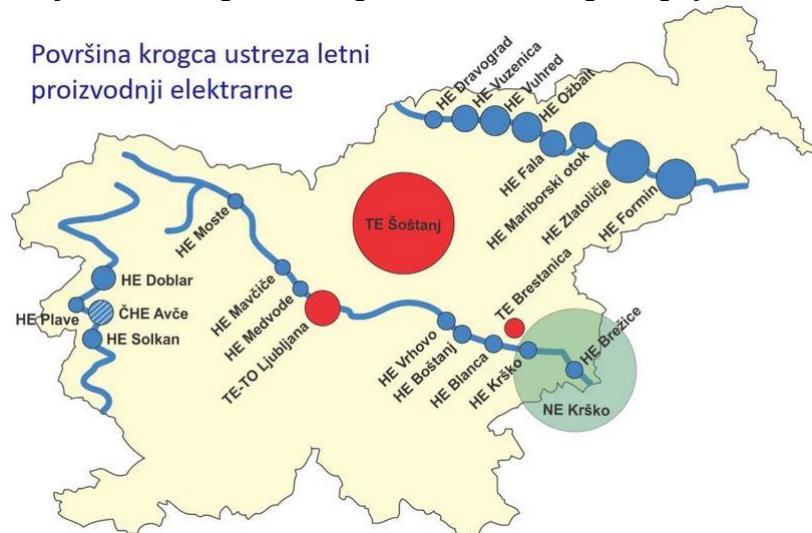 Površina krogca ustreza letni
proizvodnji elektrarne
HE Dravograd
HE Vuzenica
HE Vuhred
HE Ožbalt
HE Fala
HE Mariborski otok
HE Zlatoličje
HE Formin
TE Šoštanj
HE Moste
HE Mavčiče
HE Medvode
TE-TO Ljubljana
HE Doblar
ČHE Avče
HE Plave
HE Solkan
HE Vrhovo
HE Boštanj
HE Blanca
HE Krško
TE Brestanica
HE Brežice
NE Krško